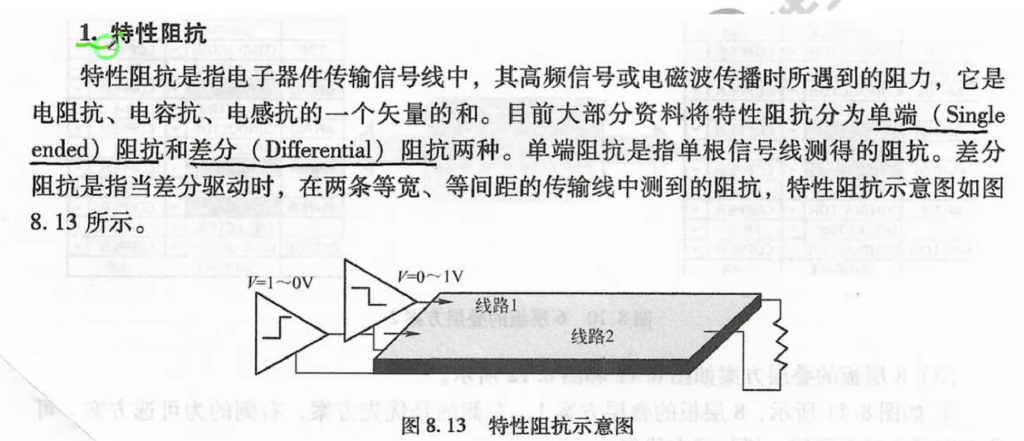 1. 特性阻抗
特性阻抗是指电子器件传输信号线中，其高频信号或电磁波传播时所遇到的阻力，它是
电阻抗、电容抗、电感抗的一个矢量的和。目前大部分资料将特性阻抗分为单端（Single
ended）阻抗和差分（Differential）阻抗两种。单端阻抗是指单根信号线测得的阻抗。差分
阻抗是指当差分驱动时，在两条等宽、等间距的传输线中测到的阻抗，特性阻抗示意图如图
8.13 所示。
V=1～0V
V=0～1V
线路1
线路2
图 8.13 特性阻抗示意图